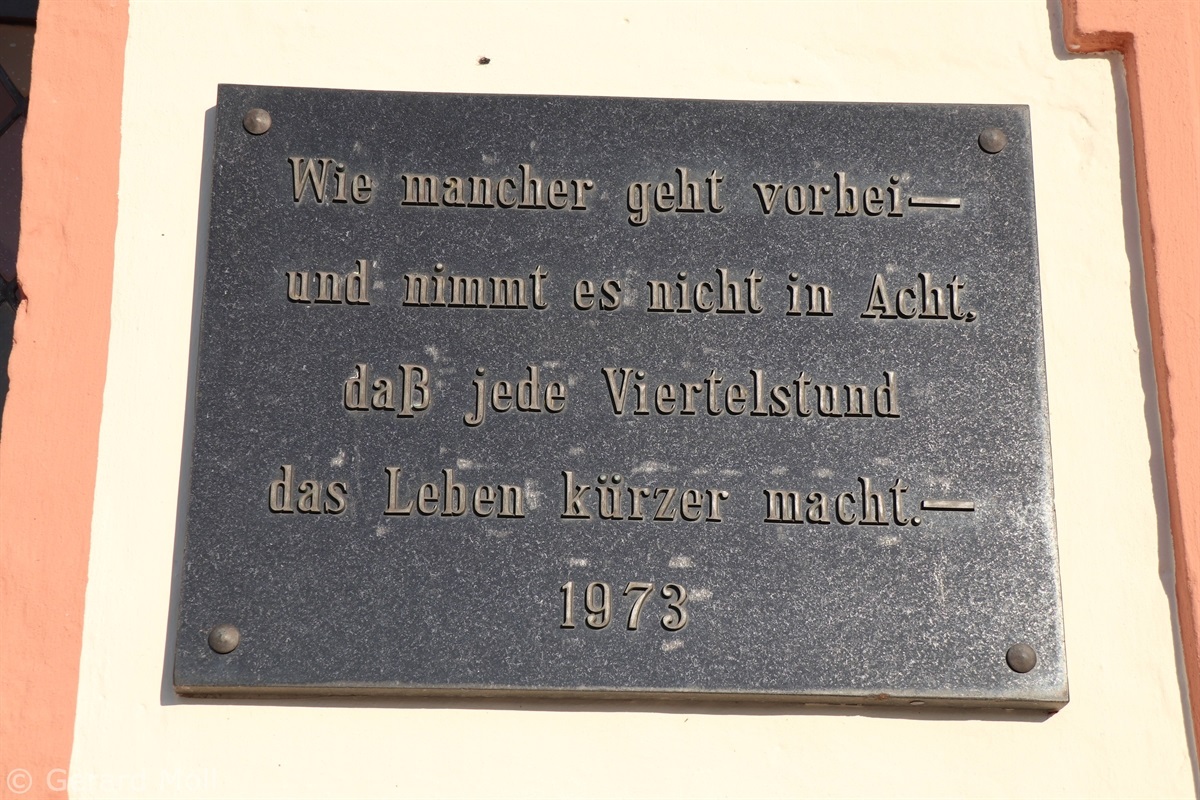 Wie mancher geht vorbei—
und nimmt es nicht in Acht,
daß jede Viertelstund
das Leben kürzer macht.—
1973